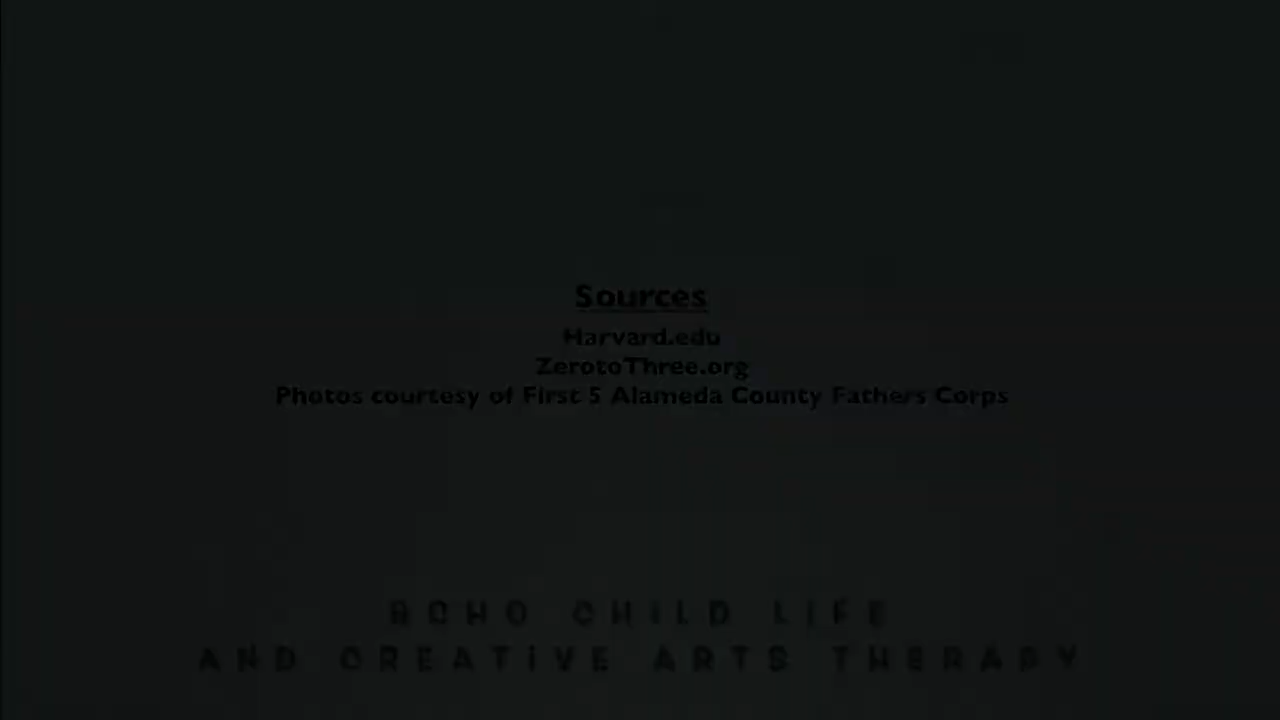 Sources
Harvard.edu
ZerotoThree.org
Photos courtesy of First 5 Alameda County Fathers Corps
BCHO CHiLD LiFE
AND CREATiVE ARTS THERAPY